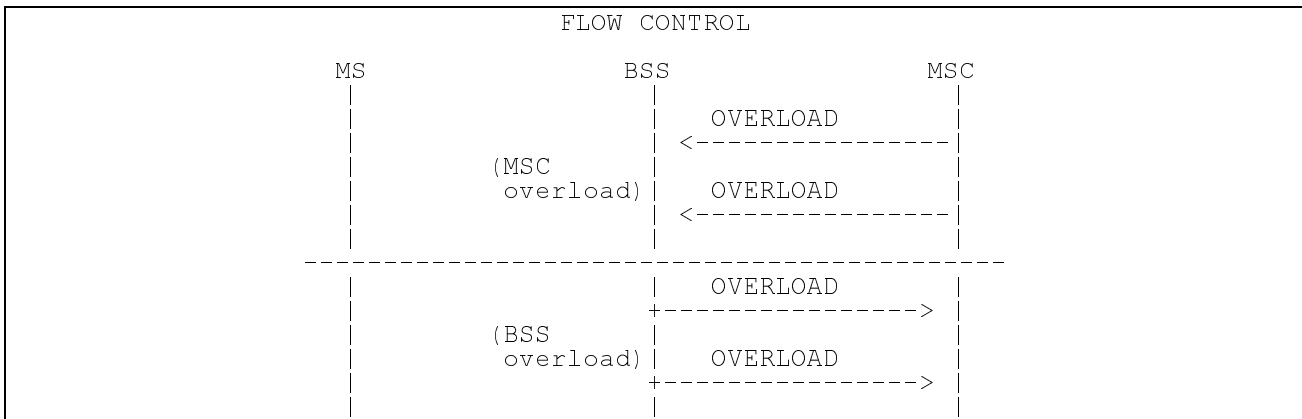 FLOW CONTROL
MS BSS MSC
OVERLOAD
(MSC
overload) OVERLOAD
OVERLOAD
(BSS
overload) OVERLOAD